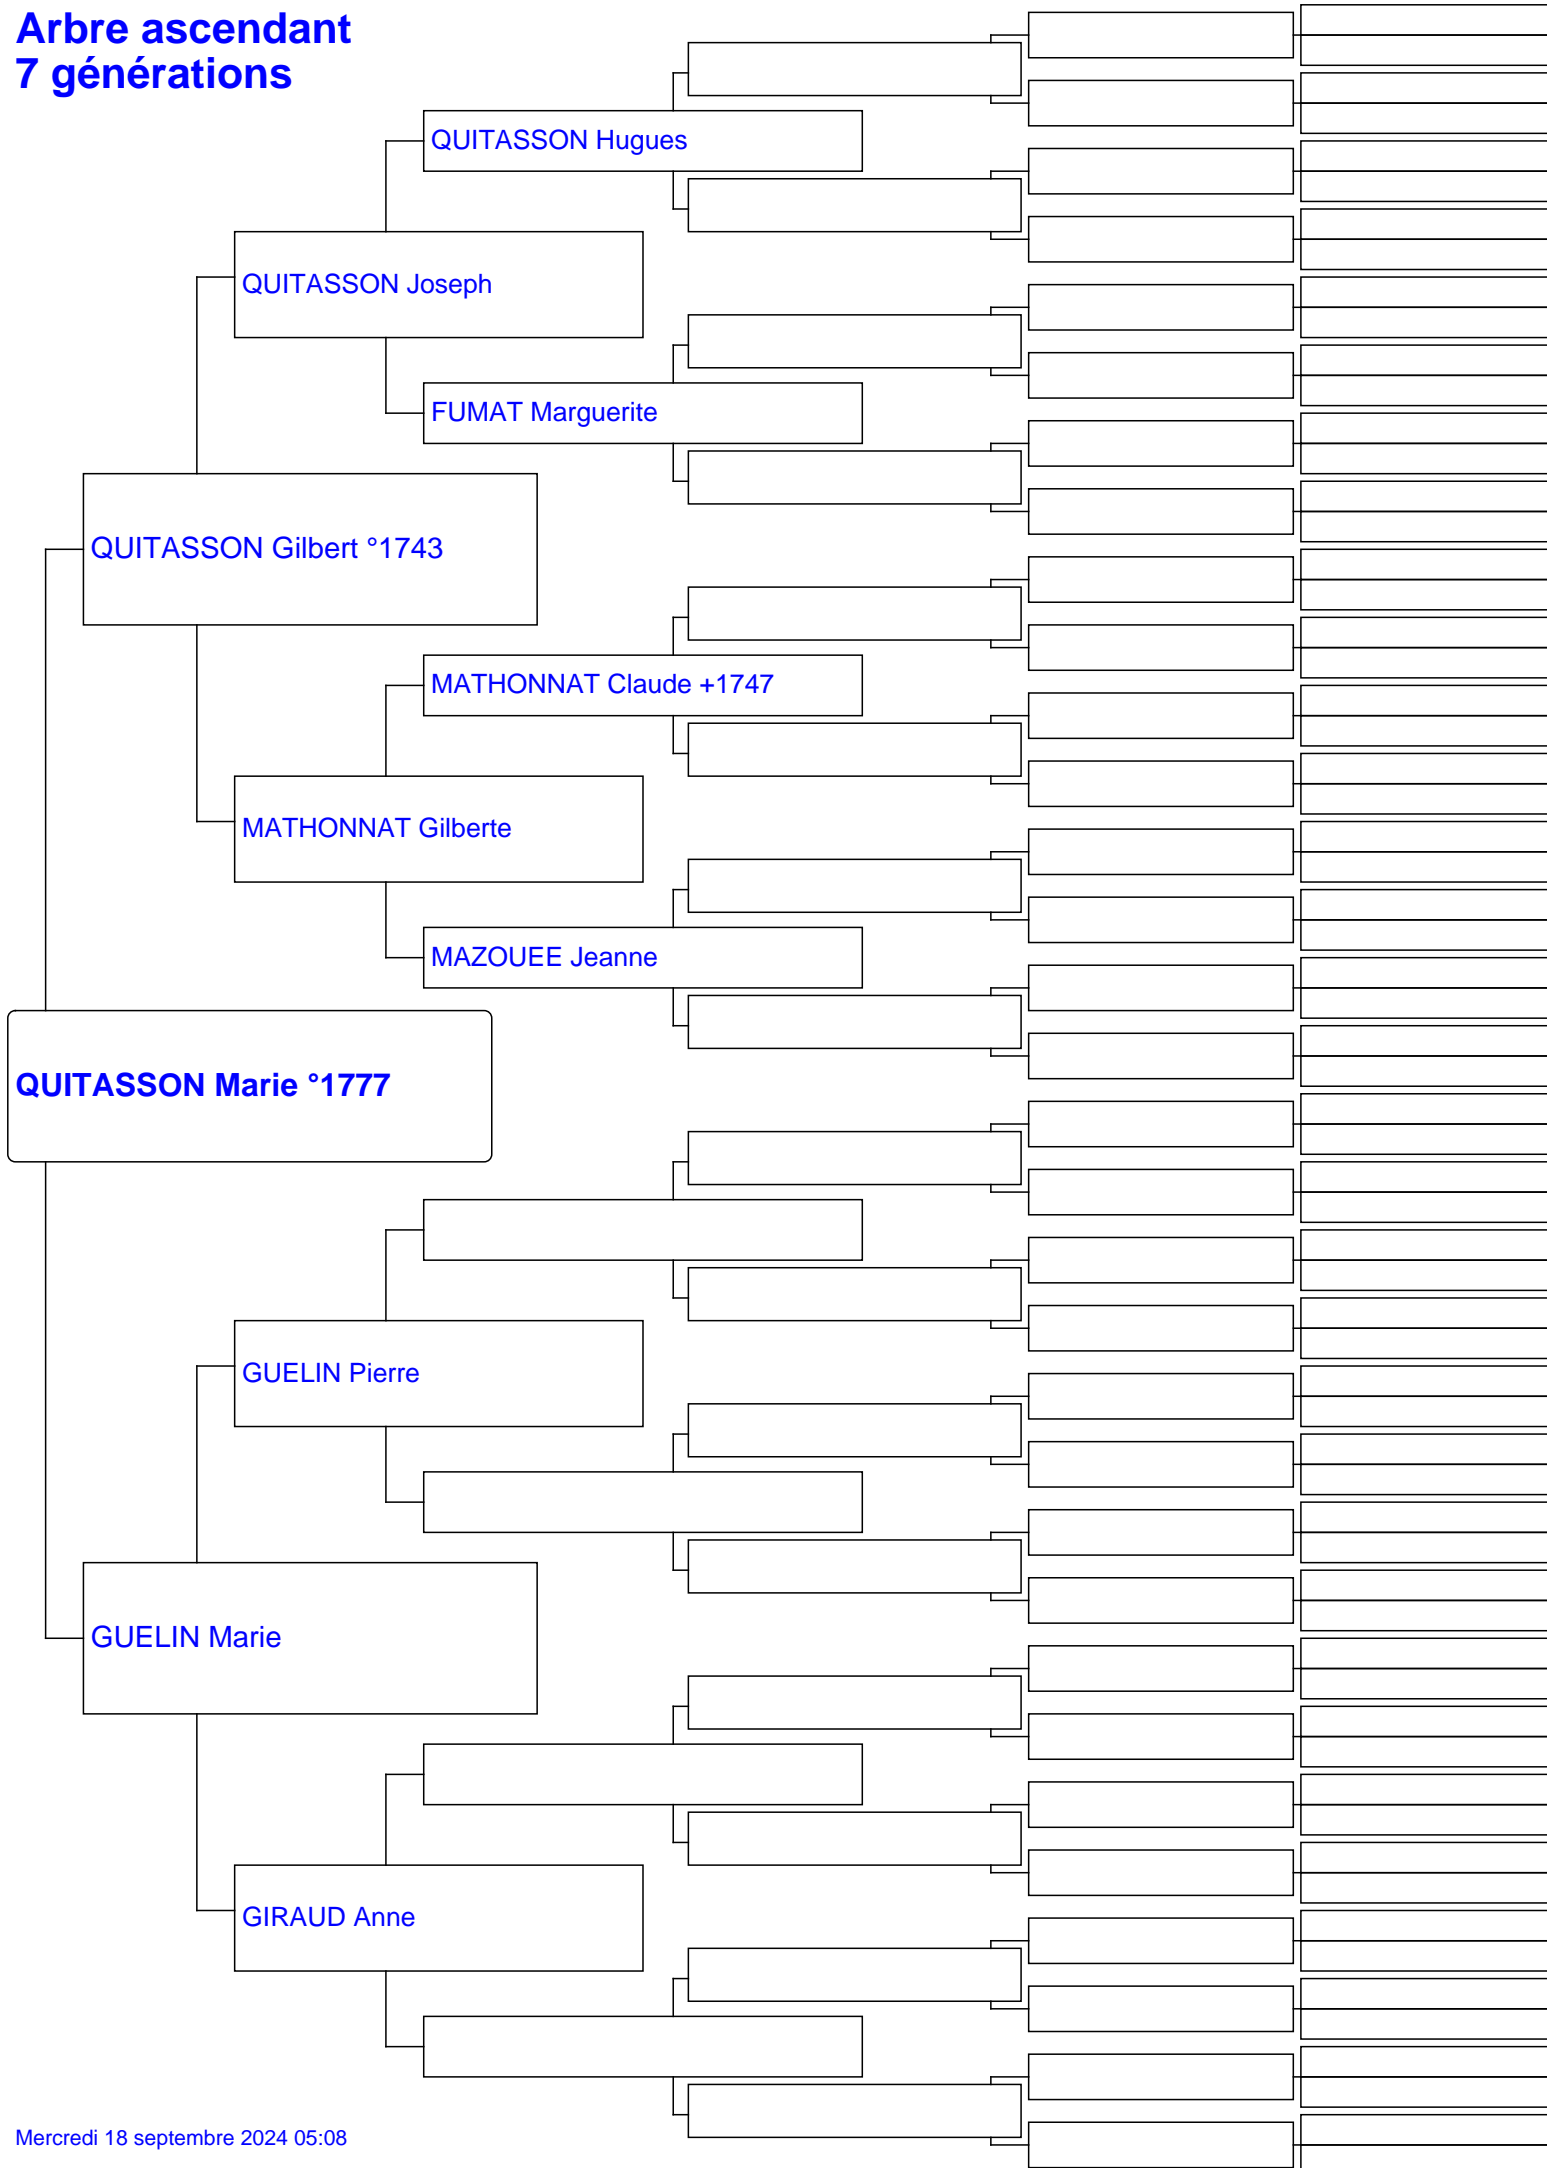 Arbre ascendant
7 générations
QUITASSON Hugues
QUITASSON Joseph
FUMAT Marguerite
QUITASSON Gilbert °1743
MATHONNAT Claude +1747
MATHONNAT Gilberte
MAZOUEE Jeanne
QUITASSON Marie °1777
GUELIN Pierre
GUELIN Marie
GIRAUD Anne
Mercredi 18 septembre 2024 05:08